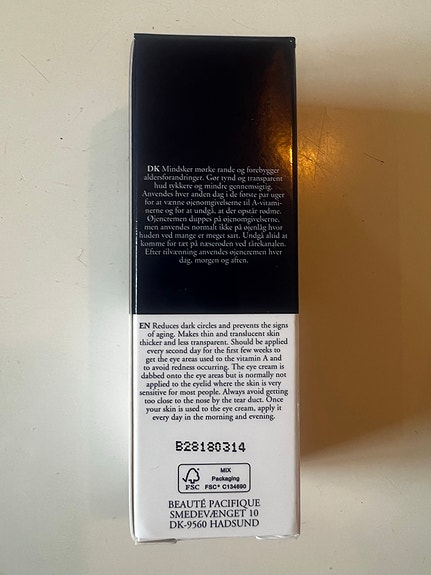 DK Mindsker mørke rande og forebygger
aldersforandringer. Gør tynd og transparent
hud tykkere og mindre gennemsigtig.
Anvendes hver anden dag i de første par uger
for at vænne øjenomgivelserne til A-vitami-
nerne og for at undgå, at der opstår rødme.
Øjencremen duppes på øjenomgivelserne,
men anvendes normalt ikke på øjenlåg hvor
huden ved mange er meget sart. Undgå altid at
komme for tæt på næseroden ved tårekanalen.
Efter tilvænning anvendes øjencremen hver
dag, morgen og aften.
EN Reduces dark circles and prevents the signs
of aging. Makes thin and translucent skin
thicker and less transparent. Should be applied
every second day for the first few weeks to
get the eye areas used to the vitamin A and
to avoid redness occurring. The eye cream is
dabbed onto the eye areas but is normally not
applied to the eyelid where the skin is very
sensitive for most people. Always avoid getting
too close to the nose by the tear duct. Once
your skin is used to the eye cream, apply it
every day in the morning and evening.
B28180314
FSC
MIX
Packaging
FSC® C134690
BEAUTÉ PACIFIQUE
SMEDEVÆNGET 10
DK-9560 HADSUND